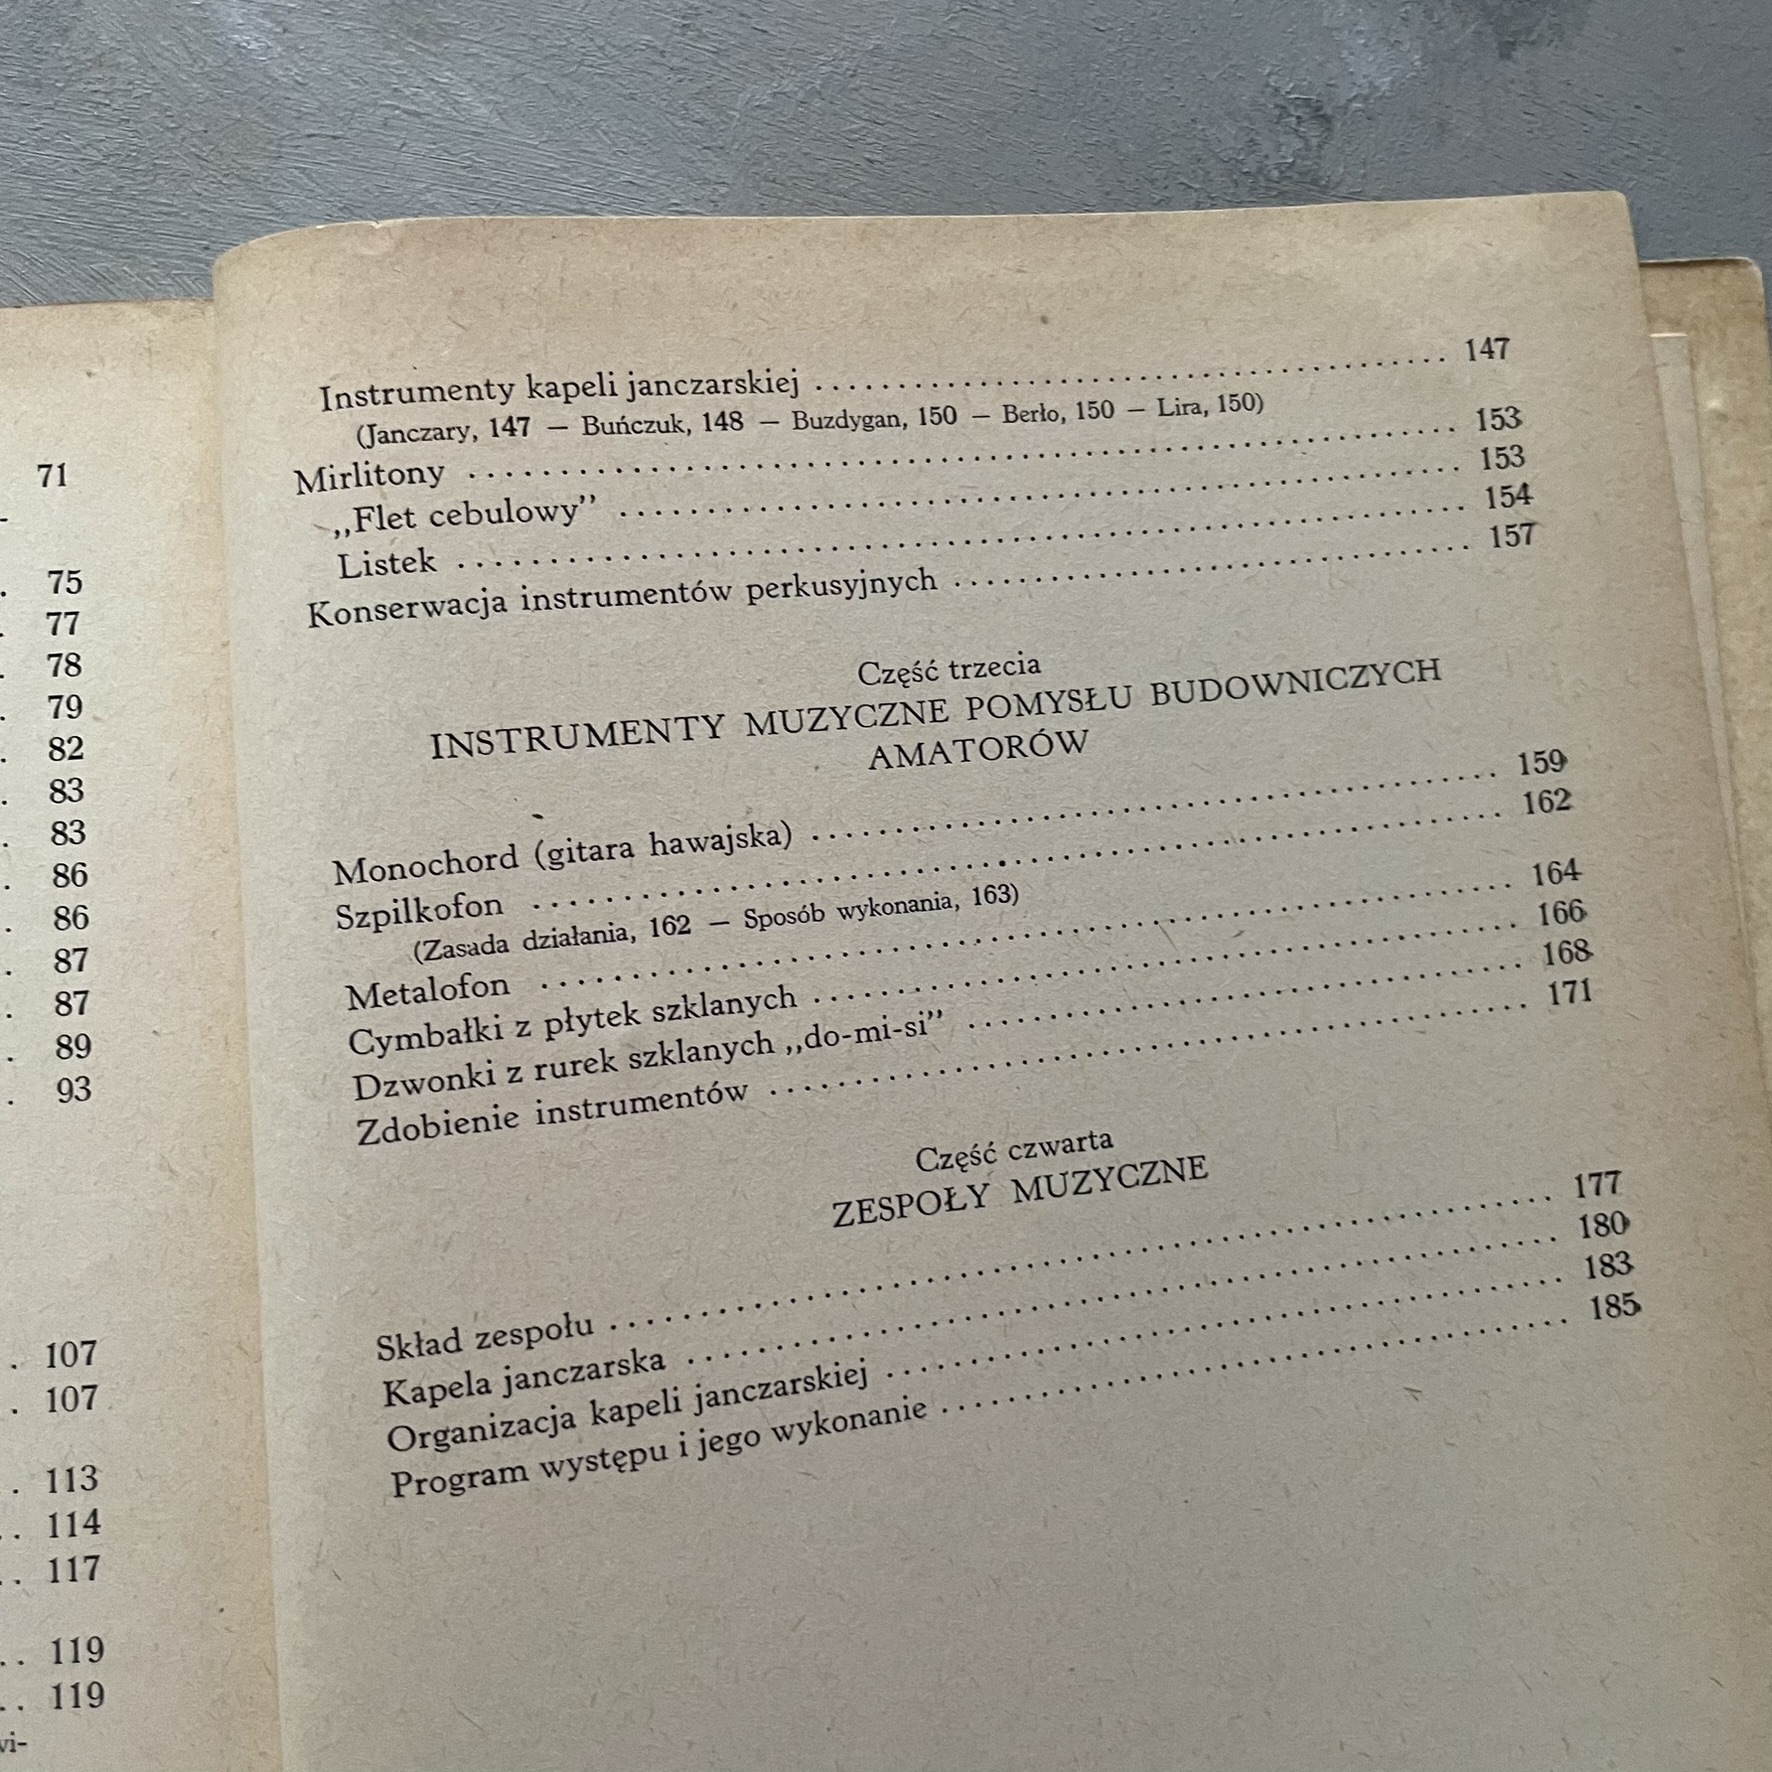 71
-
. 75
. 77
. 78
. 79
. 82
. 83
. 83
. 86
. 86
. 87
. 87
. 89
. 93
. 107
. 107
. 113
.. 114
.. 117
.. 119
.. 119
vi-
Instrumenty kapeli janczarskiej ........................................ 147
(Janczary, 147 — Buńczuk, 148 — Buzdygan, 150 — Berło, 150 — Lira, 150)
Mirlitony ........................................ 153
„Flet cebulowy” ........................................ 153
Listek ........................................ 154
Konserwacja instrumentów perkusyjnych ........................................ 157
Część trzecia
INSTRUMENTY MUZYCZNE POMYSŁU BUDOWNICZYCH
AMATORÓW
Monochord (gitara hawajska) ........................................ 159
Szpilkofon ........................................ 162
(Zasada działania, 162 — Sposób wykonania, 163)
Metalofon ........................................ 164
Cymbałki z płytek szklanych ........................................ 166
Dzwonki z rurek szklanych „do-mi-si” ........................................ 168
Zdobienie instrumentów ........................................ 171
Część czwarta
ZESPOŁY MUZYCZNE
Skład zespołu ........................................ 177
Kapela janczarska ........................................ 180
Organizacja kapeli janczarskiej ........................................ 183
Program występu i jego wykonanie ........................................ 185